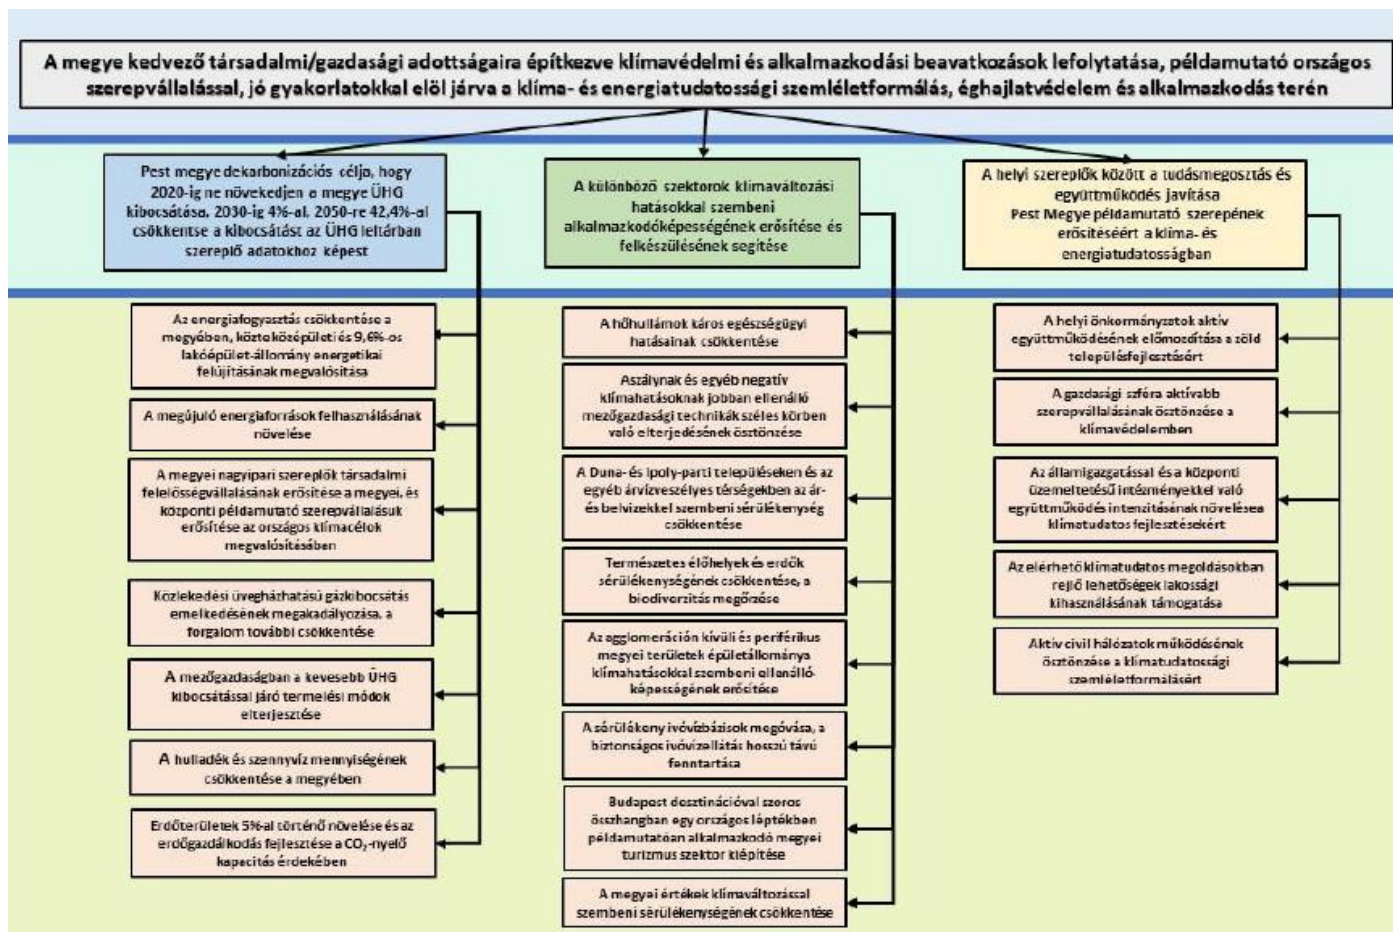 A megye kedvező társadalmi/gazdasági adottságaira építkezve klímavédelmi és alkalmazkodási beavatkozások lefolytatása, példamutató országos
szerepvállalással, jó gyakorlatokkal elöl járva a klíma- és energiatudatossági szemléletformálás, éghajlatvédelem és alkalmazkodás terén
Pest megye dekarbonizációs célja, hogy
2020-ig ne növekedjen a megye ÜHG
kibocsátása, 2030-ig 4%-al, 2050-re 42,4%-al
csökkentse a kibocsátást az ÜHG leltárban
szereplő adatokhoz képest
Az energiafogyasztás csökkentése a
megyében, közte középületi és 9,6%-os
lakóépület-állomány energetikai
felújításának megvalósítása
A megújuló energiaforrások felhasználásának
növelése
A megyei nagyipari szereplők társadalmi
felelősségvállalásának erősítése a megyei, és
központi példamutató szerepvállalásuk
erősítése az országos klímacélok
megvalósításában
Közlekedési üvegházhatású gázkibocsátás
emelkedésének megakadályozása, a
forgalom további csökkentése
A mezőgazdaságban a kevesebb ÜHG
kibocsátással járó termelési módok
elterjesztése
A hulladék és szennyvíz mennyiségének
csökkentése a megyében
Erdőterületek 5%-al történő növelése és az
erdőgazdálkodás fejlesztése a CO₂-nyelő
kapacitás érdekében
A különböző szektorok klímaváltozási
hatásokkal szembeni
alkalmazkodóképességének erősítése és
felkészülésének segítése
A hőhullámok káros egészségügyi
hatásainak csökkentése
Aszálynak és egyéb negatív
klímahatásoknak jobban ellenálló
mezőgazdasági technikák széles körben
való elterjedésének ösztönzése
A Duna- és Ipoly-parti településeken és az
egyéb árvízveszélyes térségekben az ár-
és belvizekkel szembeni sérülékenység
csökkentése
Természetes élőhelyek és erdők
sérülékenységének csökkentése, a
biodiverzitás megőrzése
Az agglomeráción kívüli és periférikus
megyei területek épületállománya
klímahatásokkal szembeni ellenálló-
képességének erősítése
A sérülékeny ivóvízbázisok megóvása, a
biztonságos ivóvízellátás hosszú távú
fenntartása
Budapest desztinációval szoros
összhangban egy országos léptékben
példamutatóan alkalmazkodó megyei
turizmus szektor kiépítése
A megyei értékek klímaváltozással
szembeni sérülékenységének csökkentése
A helyi szereplők között a tudásmegosztás és
együttműködés javítása
Pest Megye példamutató szerepének
erősítéséért a klíma- és
energiatudatosságban
A helyi önkormányzatok aktív
együttműködésének előmozdítása a zöld
településfejlesztésért
A gazdasági szféra aktívabb
szerepvállalásának ösztönzése a
klímavédelemben
Az államigazgatással és a központi
üzemeltetésű intézményekkel való
együttműködés intenzitásának növelésea
klímatudatos fejlesztésekért
Az elérhető klímatudatos megoldásokban
rejlő lehetőségek lakossági
kihasználásának támogatása
Aktív civil hálózatok működésének
ösztönzése a klímatudatossági
szemléletformálásért